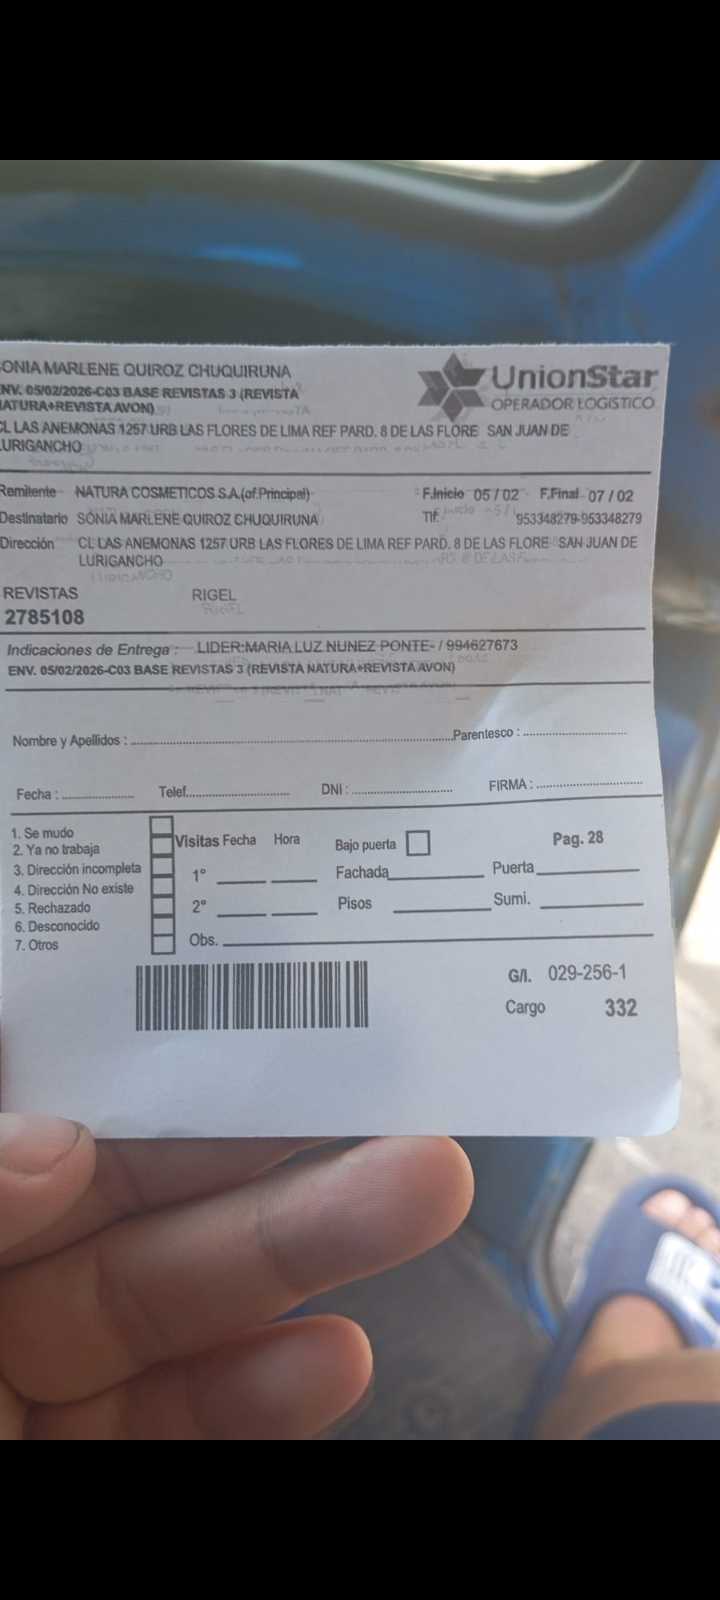 SONIA MARLENE QUIROZ CHUQUIRUNA
ENV. 05/02/2026-C03 BASE REVISTAS 3 (REVISTA
NATURA+REVISTA AVON)
CL LAS ANEMONAS 1257 URB LAS FLORES DE LIMA REF PARD. 8 DE LAS FLORE SAN JUAN DE
LURIGANCHO
UnionStar
OPERADOR LOGISTICO
Remitente NATURA COSMETICOS S.A.(of.Principal) F.Inicio 05 / 02 F.Final 07 / 02
Destinatario SONIA MARLENE QUIROZ CHUQUIRUNA Tlf. 953348279-953348279
Dirección CL LAS ANEMONAS 1257 URB LAS FLORES DE LIMA REF PARD. 8 DE LAS FLORE SAN JUAN DE
LURIGANCHO
REVISTAS RIGEL
2785108
Indicaciones de Entrega : LIDER:MARIA LUZ NUNEZ PONTE- / 994627673
ENV. 05/02/2026-C03 BASE REVISTAS 3 (REVISTA NATURA+REVISTA AVON)
Nombre y Apellidos : Parentesco :
Fecha : Telef. DNI : FIRMA :
1. Se mudo
2. Ya no trabaja
3. Dirección incompleta
4. Dirección No existe
5. Rechazado
6. Desconocido
7. Otros
Visitas Fecha Hora Bajo puerta Pag. 28
1° Fachada Puerta
2° Pisos Sumi.
Obs.
G/I. 029-256-1
Cargo 332